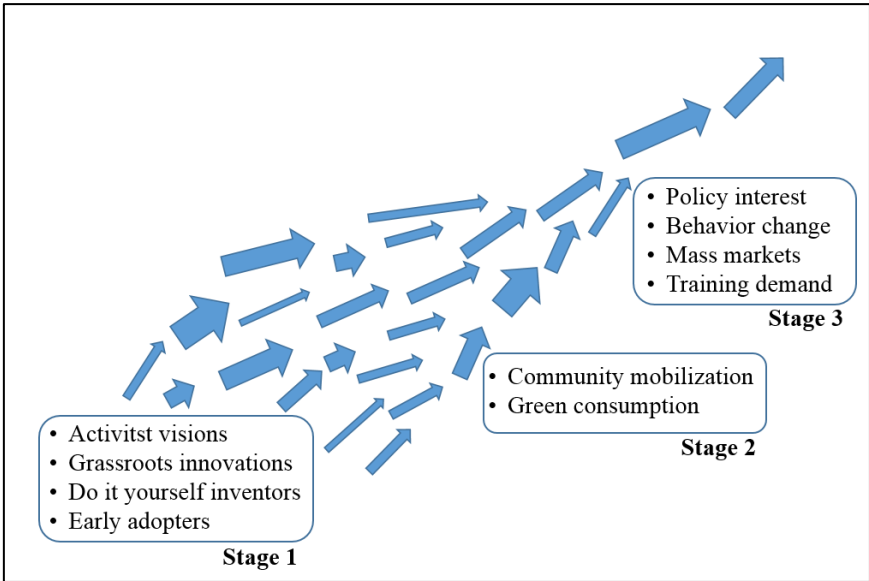 • Policy interest
• Behavior change
• Mass markets
• Training demand
Stage 3
• Community mobilization
• Green consumption
Stage 2
• Activitst visions
• Grassroots innovations
• Do it yourself inventors
• Early adopters
Stage 1